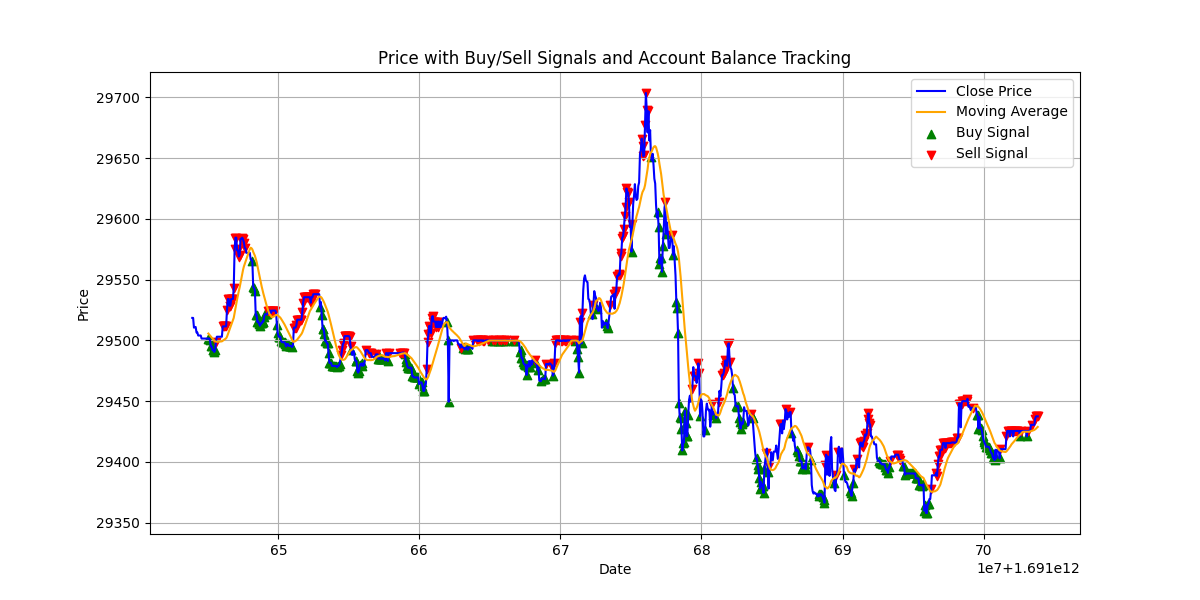 Price with Buy/Sell Signals and Account Balance Tracking
Close Price
Moving Average
Buy Signal
Sell Signal
Price
29700
29650
29600
29550
29500
29450
29400
29350
65 66 67 68 69 70
1e7+1.691e12
Date